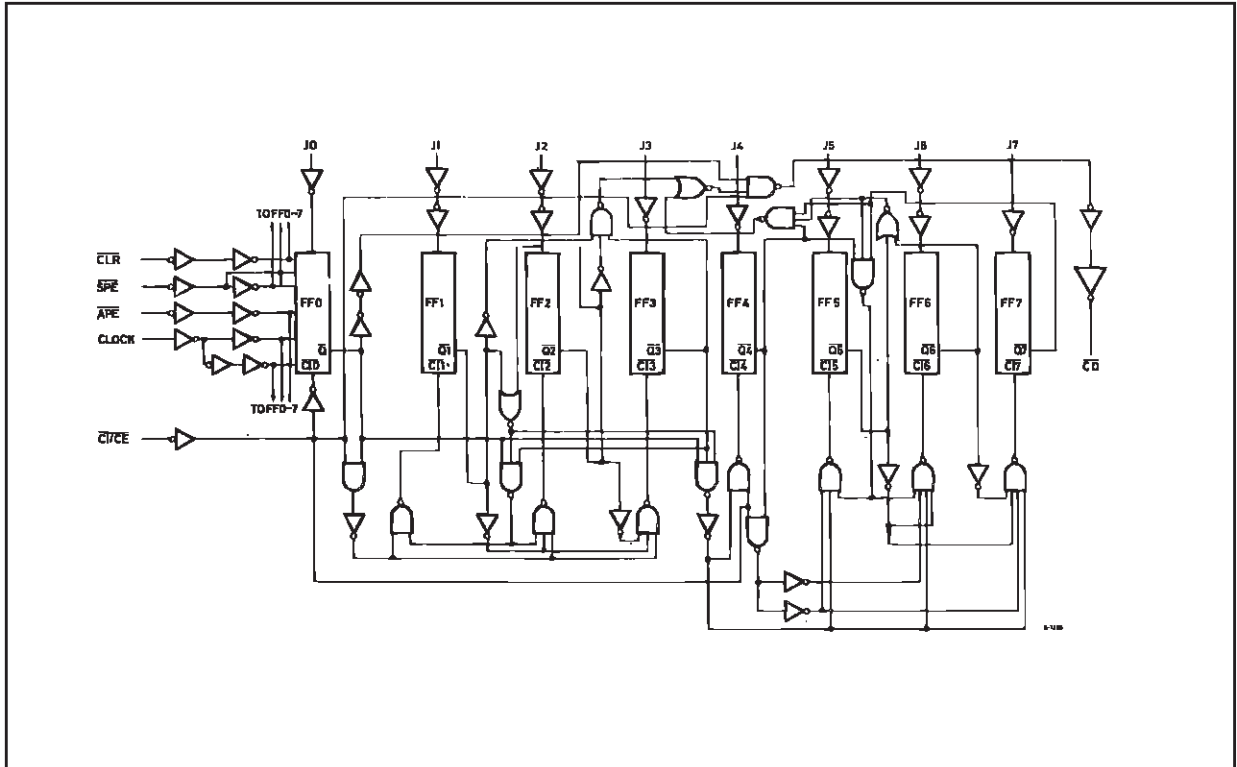 J0 J1 J2 J3 J4 J5 J6 J7
TOFF0-7
CLR
SPE
APE
CLOCK
FF0 FF1 FF2 FF3 FF4 FF5 FF6 FF7
Q Q1 Q2 Q3 Q4 Q5 Q6 Q7
CI0 CI1 CI2 CI3 CI4 CI5 CI6 CI7
CO
TOFF0-7
CI/CE